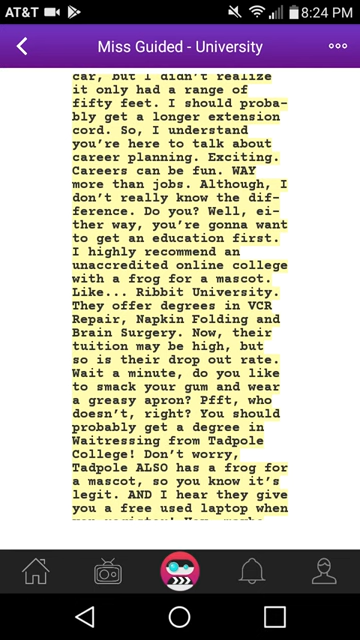 AT&T 8:24 PM
Miss Guided - University
car, but I didn't realize
it only had a range of
fifty feet. I should proba-
bly get a longer extension
cord. So, I understand
you're here to talk about
career planning. Exciting.
Careers can be fun. WAY
more than jobs. Although, I
don't really know the dif-
ference. Do you? Well, ei-
ther way, you're gonna want
to get an education first.
I highly recommend an
unaccredited online college
with a frog for a mascot.
Like... Ribbit University.
They offer degrees in VCR
Repair, Napkin Folding and
Brain Surgery. Now, their
tuition may be high, but
so is their drop out rate.
Wait a minute, do you like
to smack your gum and wear
a greasy apron? Pfft, who
doesn't, right? You should
probably get a degree in
Waitressing from Tadpole
College! Don't worry,
Tadpole ALSO has a frog for
a mascot, so you know it's
legit. AND I hear they give
you a free used laptop when